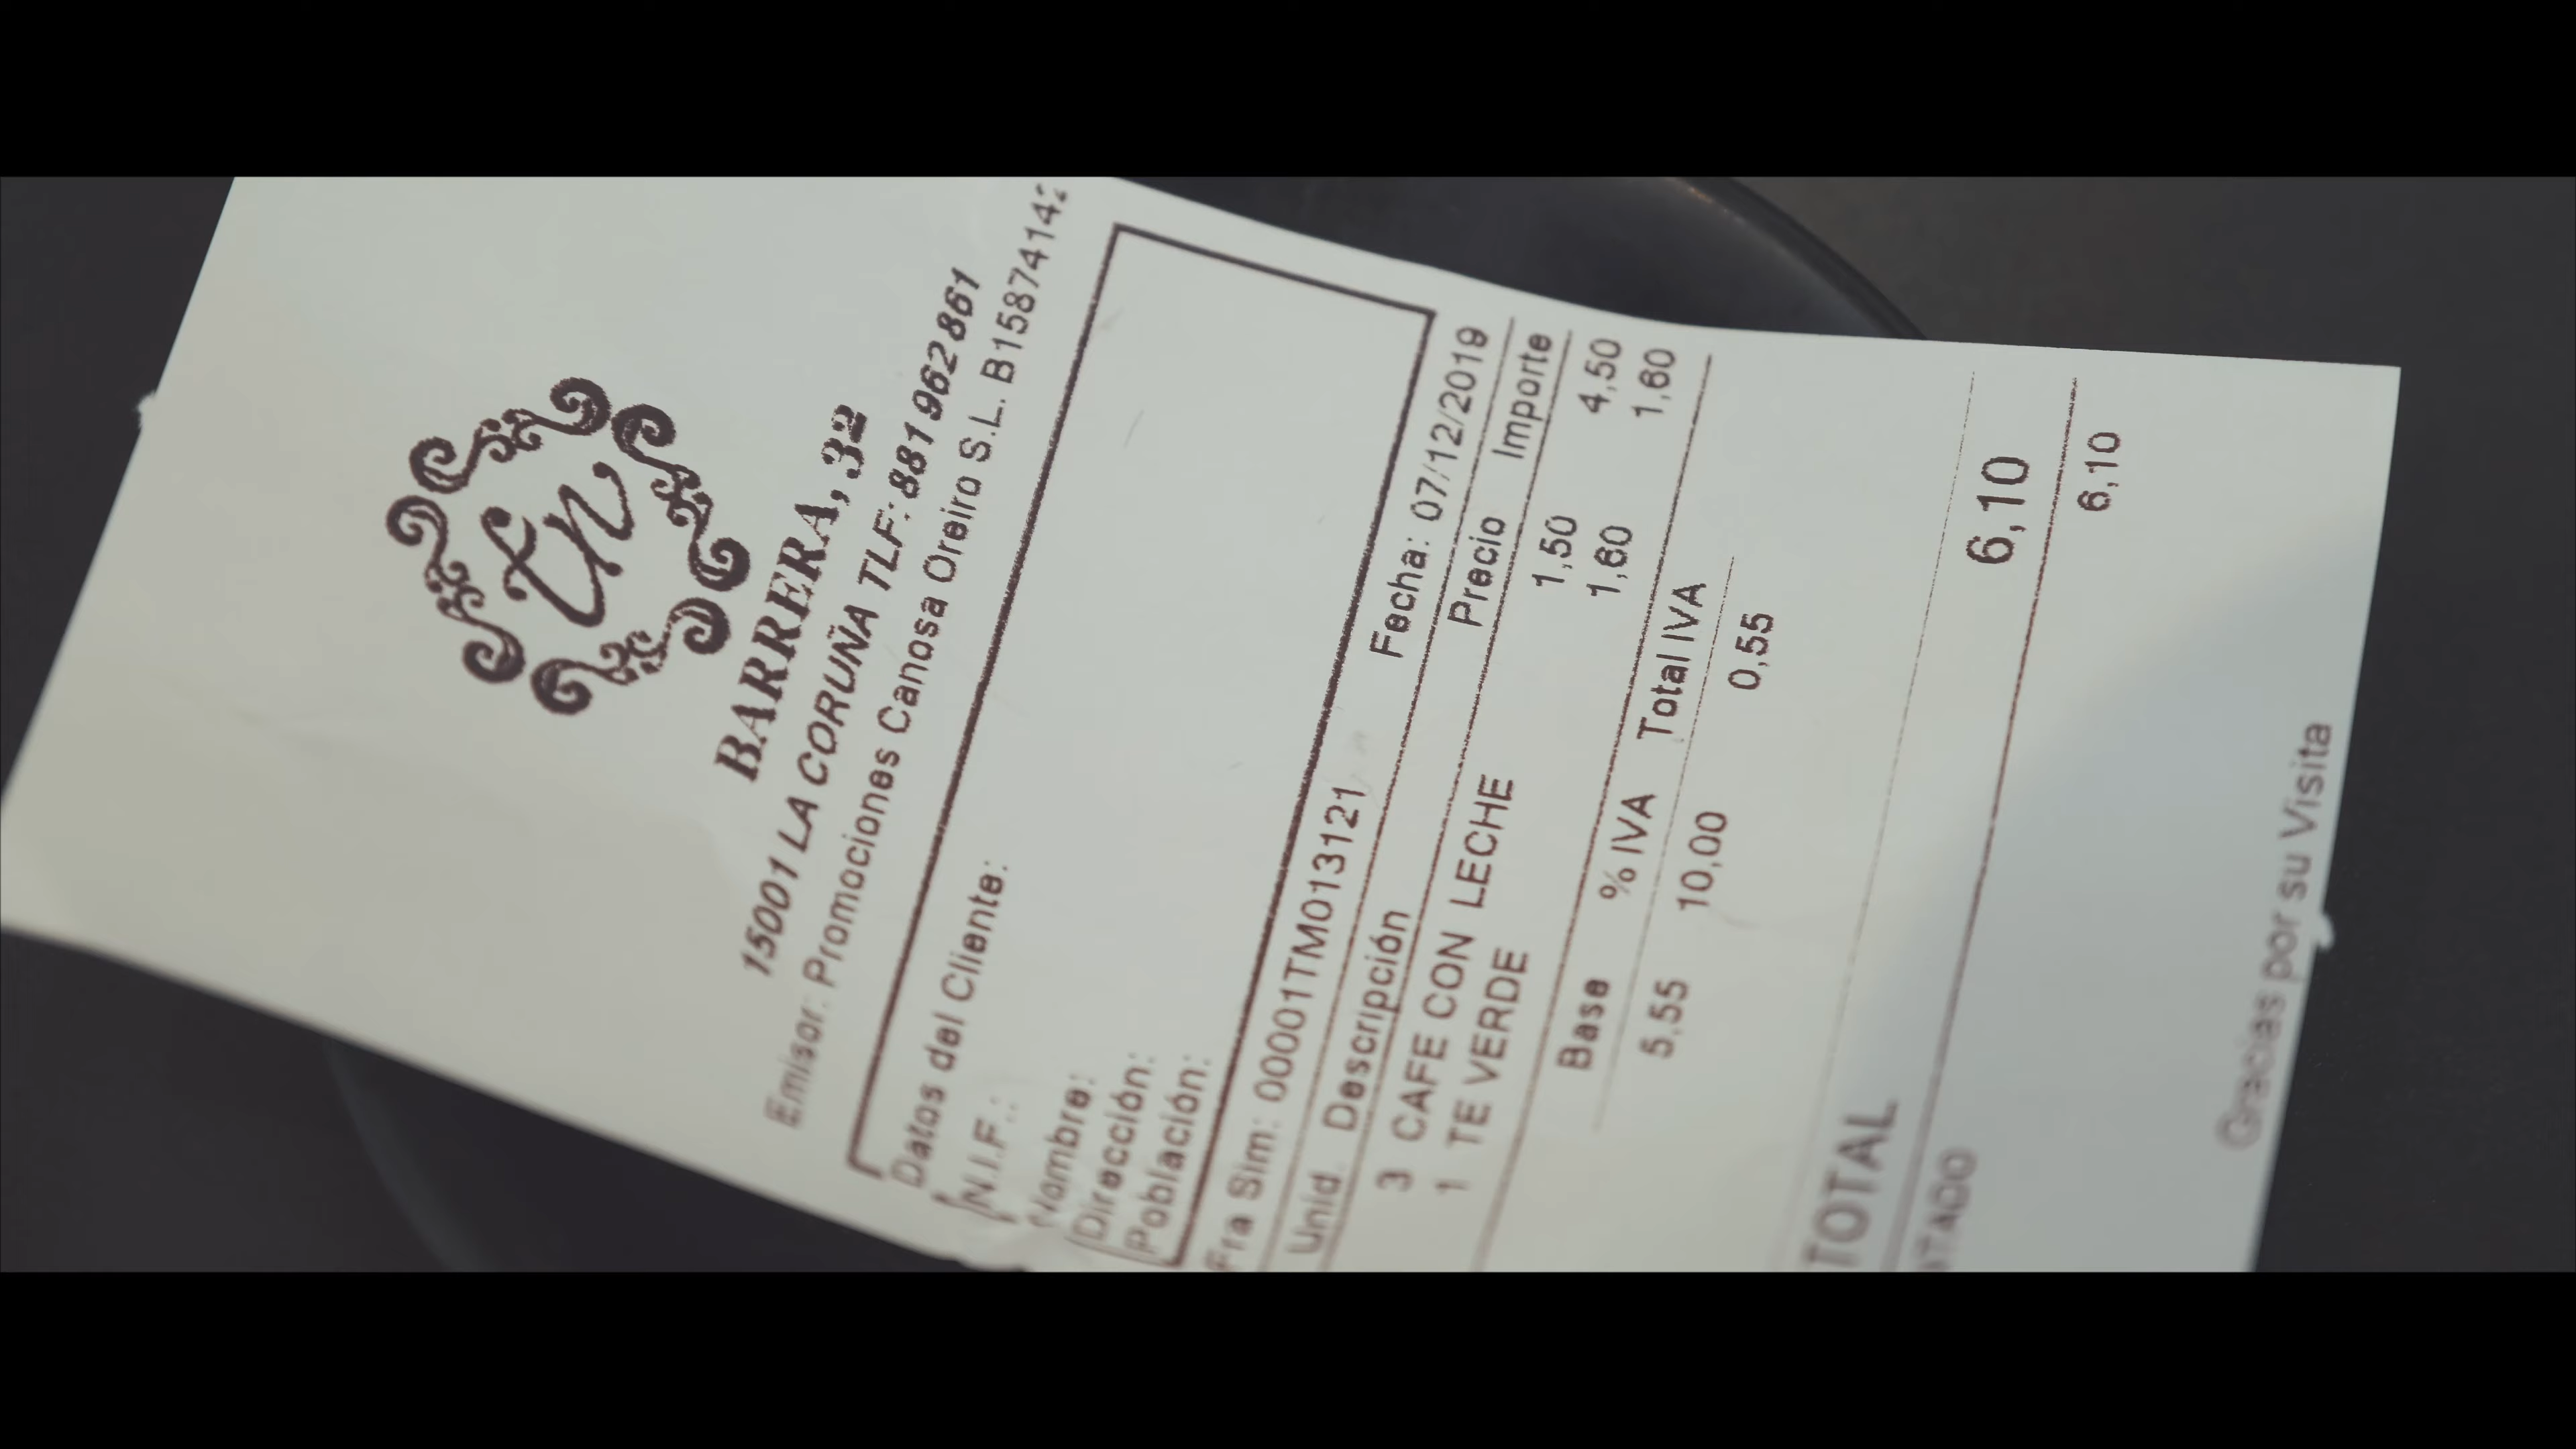 tn
BARRERA, 32
15001 LA CORUÑA TLF: 881 962 861
Emisor: Promociones Canosa Oreiro S.L. B15874142
Datos del Cliente:
N.I.F.:
Nombre:
Dirección:
Población:
Fra Sim: 00001TM013121 Fecha: 07/12/2019
Unid. Descripción Precio Importe
3 CAFE CON LECHE 1,50 4,50
1 TE VERDE 1,60 1,60
Base % IVA Total IVA
5,55 10,00 0,55
TOTAL 6,10
6,10
Gracias por su Visita